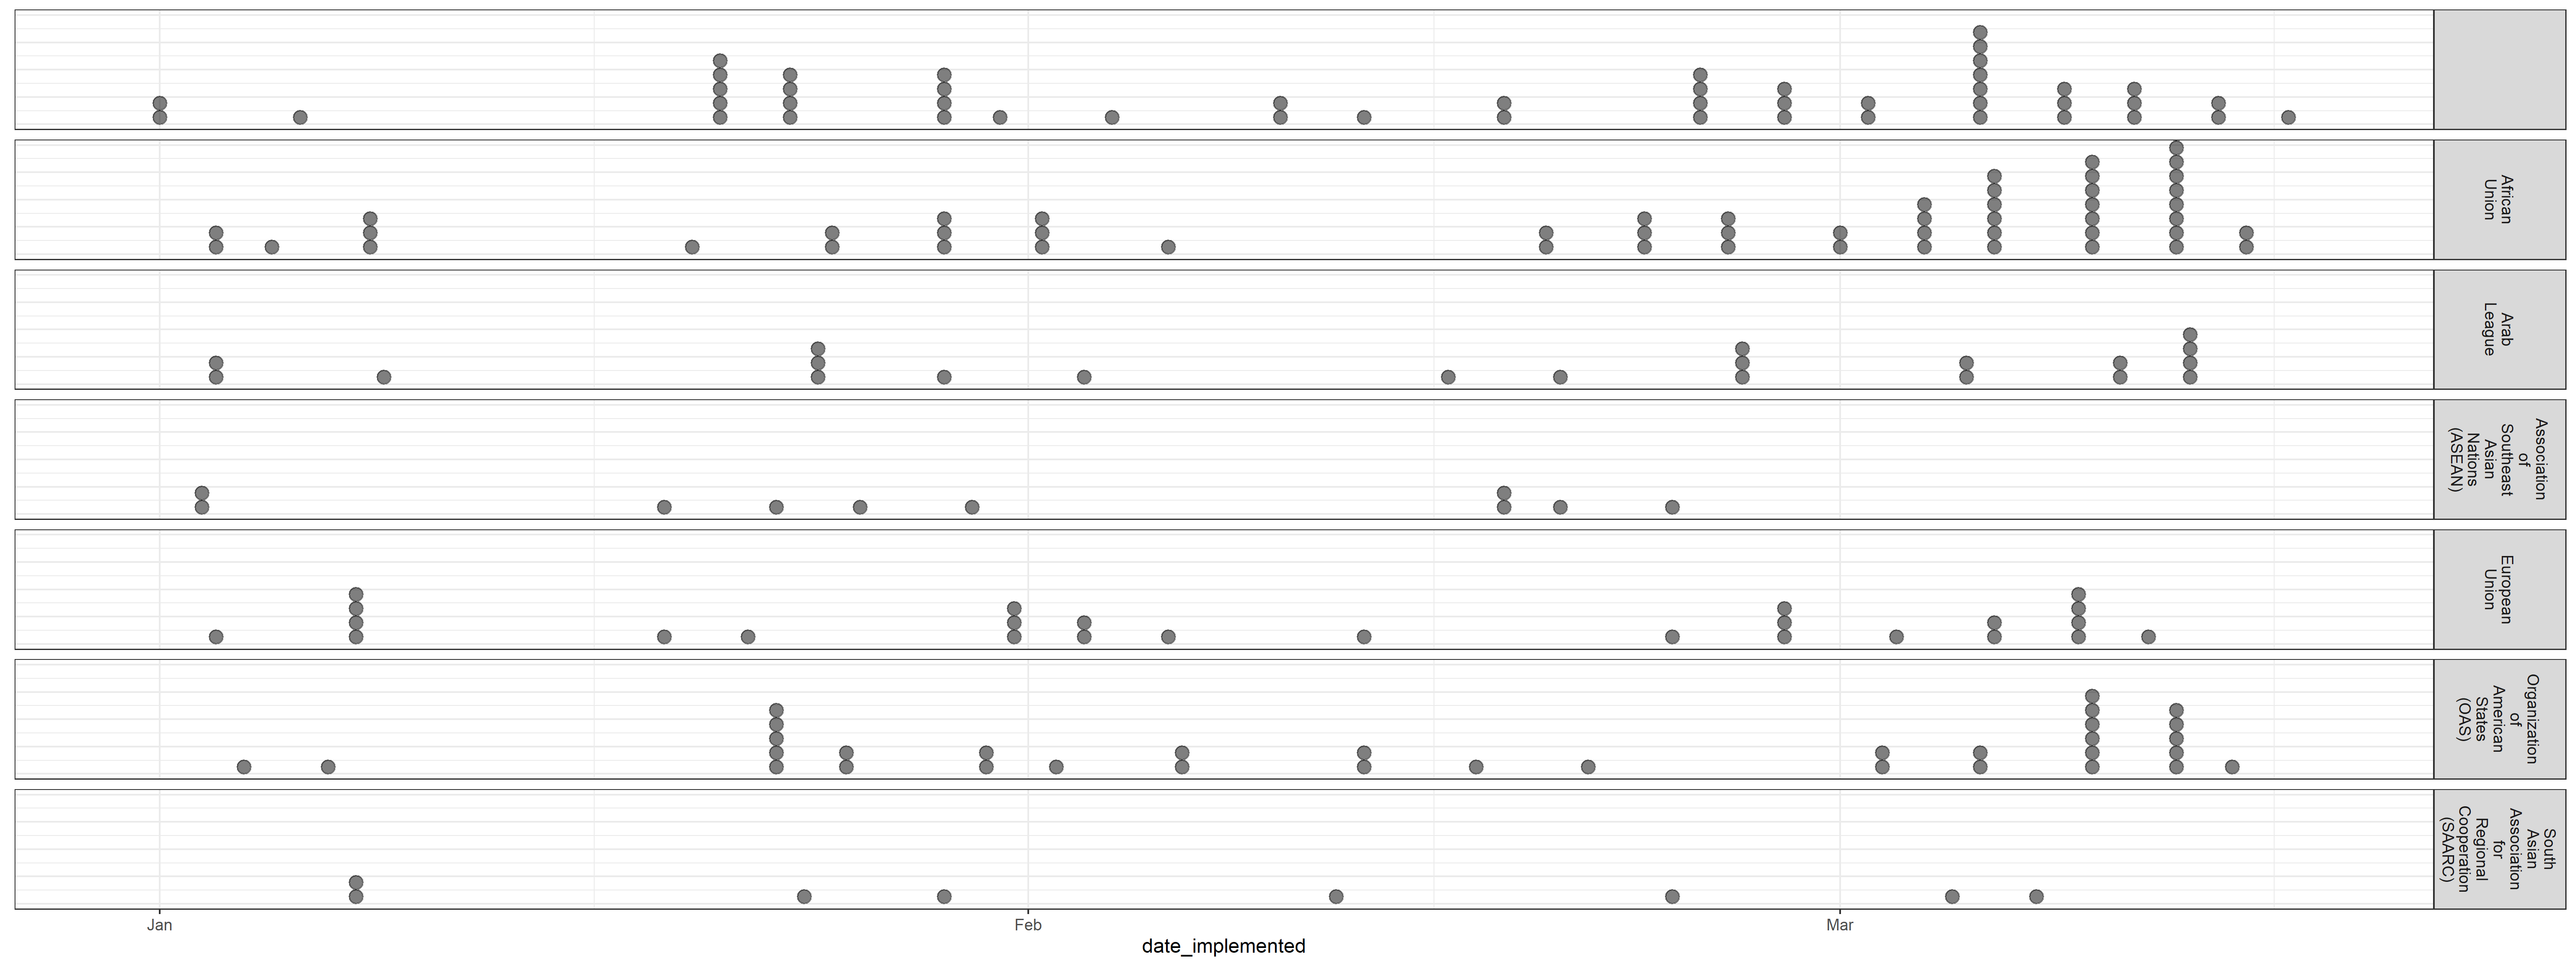 African
Union
Arab
League
Association
of
Southeast
Asian
Nations
(ASEAN)
European
Union
Organization
of
American
States
(OAS)
South
Asian
Association
for
Regional
Cooperation
(SAARC)
Jan
Feb
Mar
date_implemented